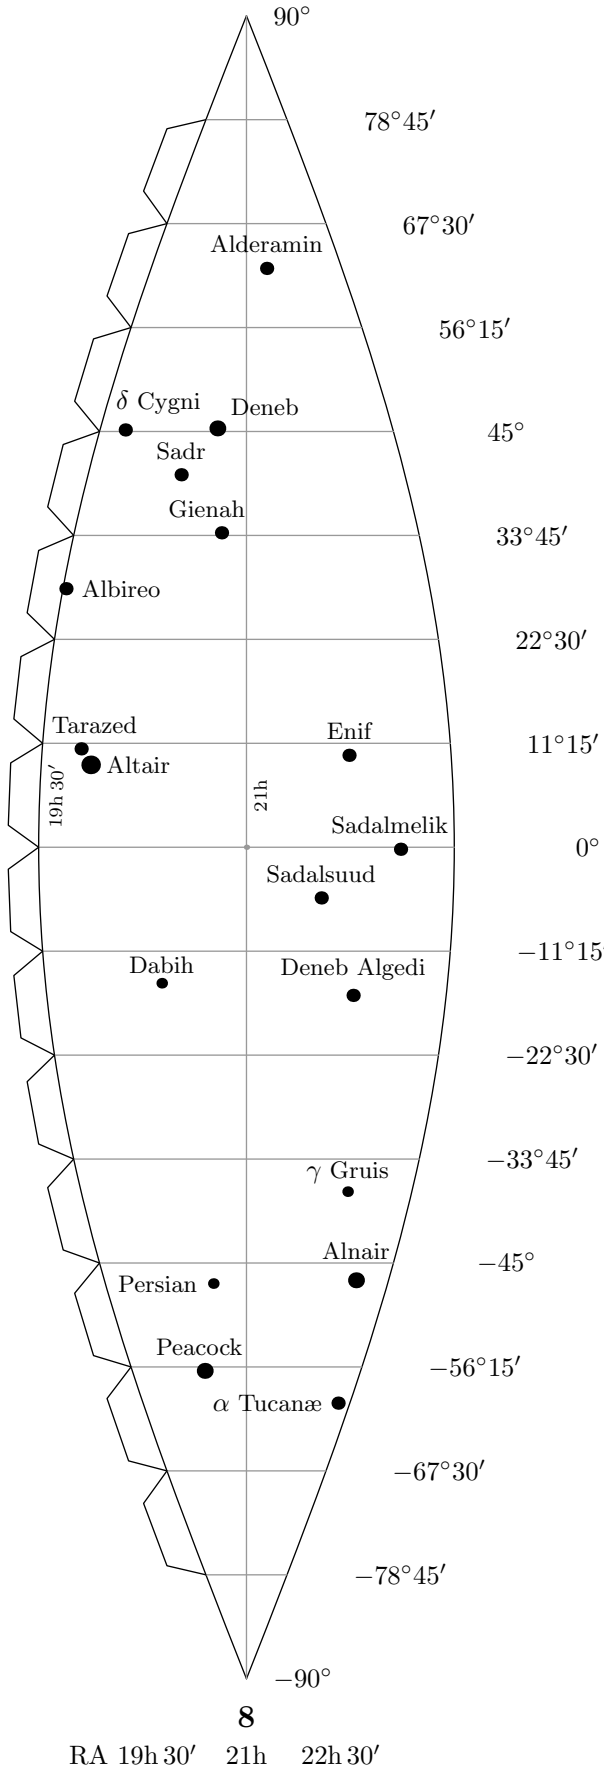 90°
78°45′
67°30′
Alderamin
56°15′
δ Cygni
Deneb
45°
Sadr
Gienah
33°45′
Albireo
22°30′
Tarazed
Enif
11°15′
Altair
19h 30′
21h
Sadalmelik
0°
Sadalsuud
−11°15′
Dabih
Deneb Algedi
−22°30′
−33°45′
γ Gruis
Alnair
−45°
Persian
Peacock
−56°15′
α Tucanæ
−67°30′
−78°45′
−90°
8
RA 19h 30′ 21h 22h 30′